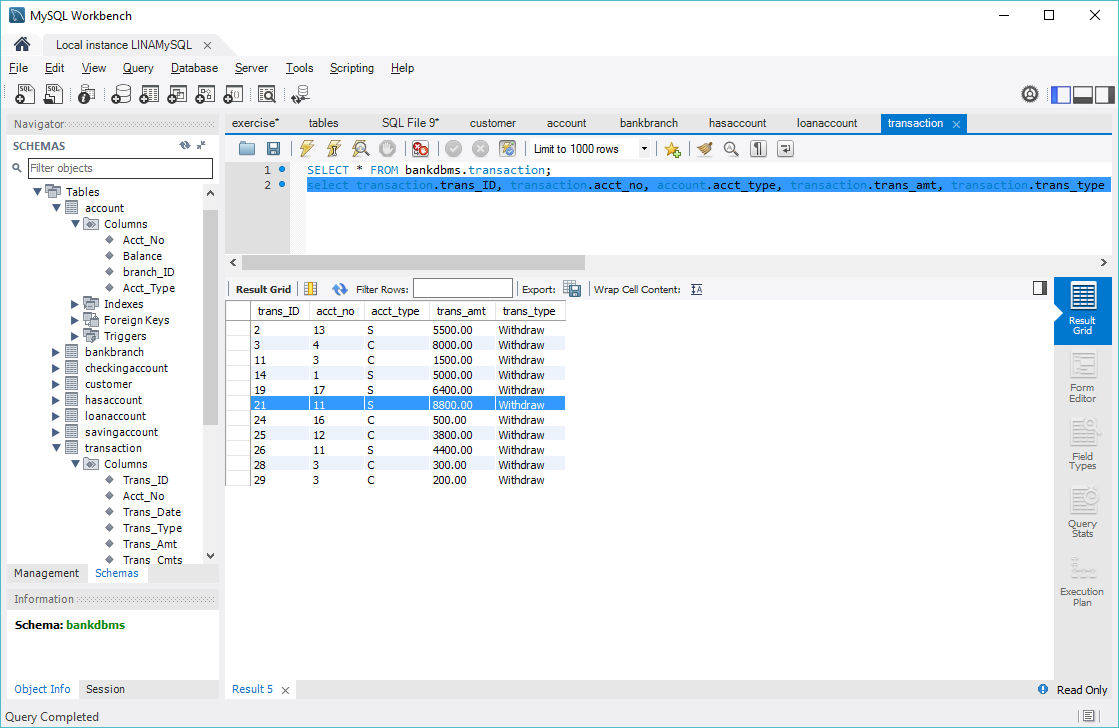 MySQL Workbench
Local instance LINAMySQL
File Edit View Query Database Server Tools Scripting Help
Navigator
SCHEMAS
Filter objects
Tables
account
Columns
Acct_No
Balance
branch_ID
Acct_Type
Indexes
Foreign Keys
Triggers
bankbranch
checkingaccount
customer
hasaccount
loanaccount
savingaccount
transaction
Columns
Trans_ID
Acct_No
Trans_Date
Trans_Type
Trans_Amt
Trans_Cmts
Management Schemas
Information
Schema: bankdbms
Object Info Session
Query Completed
exercise* tables SQL File 9* customer account bankbranch hasaccount loanaccount transaction
Limit to 1000 rows
1 SELECT * FROM bankdbms.transaction;
2 select transaction.trans_ID, transaction.acct_no, account.acct_type, transaction.trans_amt, transaction.trans_type
Result Grid Filter Rows: Export: Wrap Cell Content:
trans_ID acct_no acct_type trans_amt trans_type
2 13 S 5500.00 Withdraw
3 4 C 8000.00 Withdraw
11 3 C 1500.00 Withdraw
14 1 S 5000.00 Withdraw
19 17 S 6400.00 Withdraw
21 11 S 8800.00 Withdraw
24 16 C 500.00 Withdraw
25 12 C 3800.00 Withdraw
26 11 S 4400.00 Withdraw
28 3 C 300.00 Withdraw
29 3 C 200.00 Withdraw
Result
Grid
Form
Editor
Field
Types
Query
Stats
Execution
Plan
Result 5
Read Only